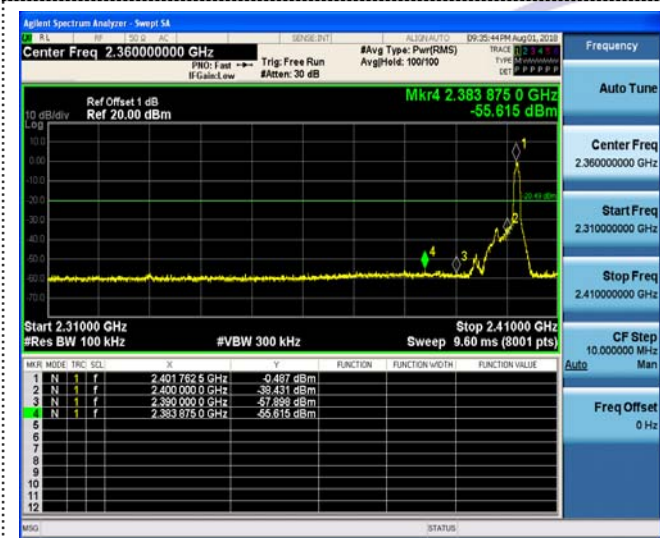 Agilent Spectrum Analyzer - Swept SA
RL RF 50 Ω AC SENSE:INT ALIGN AUTO 09:35:44 PM Aug 01, 2018
Center Freq 2.360000000 GHz #Avg Type: Pwr(RMS) TRACE 1 2 3 4 5 6
PNO: Fast Trig: Free Run Avg|Hold: 100/100 TYPE
IFGain:Low #Atten: 30 dB DET P P P P P P
Frequency
Auto Tune
Center Freq
2.360000000 GHz
Start Freq
2.310000000 GHz
Stop Freq
2.410000000 GHz
CF Step
10.000000 MHz
Auto Man
Freq Offset
0 Hz
Mkr4 2.383 875 0 GHz
-55.615 dBm
Ref Offset 1 dB
10 dB/div Ref 20.00 dBm
Log
10.0
0.00
-10.0
-20.0
-30.0
-40.0
-50.0
-60.0
-70.0
1
-20.49 dBm
2
3
4
Start 2.31000 GHz Stop 2.41000 GHz
#Res BW 100 kHz #VBW 300 kHz Sweep 9.60 ms (8001 pts)
MKR MODE TRC SCL X Y FUNCTION FUNCTION WIDTH FUNCTION VALUE
1 N 1 f 2.401 762 5 GHz -0.487 dBm
2 N 1 f 2.400 000 0 GHz -38.431 dBm
3 N 1 f 2.390 000 0 GHz -57.898 dBm
4 N 1 f 2.383 875 0 GHz -55.615 dBm
5
6
7
8
9
10
11
12
MSG STATUS